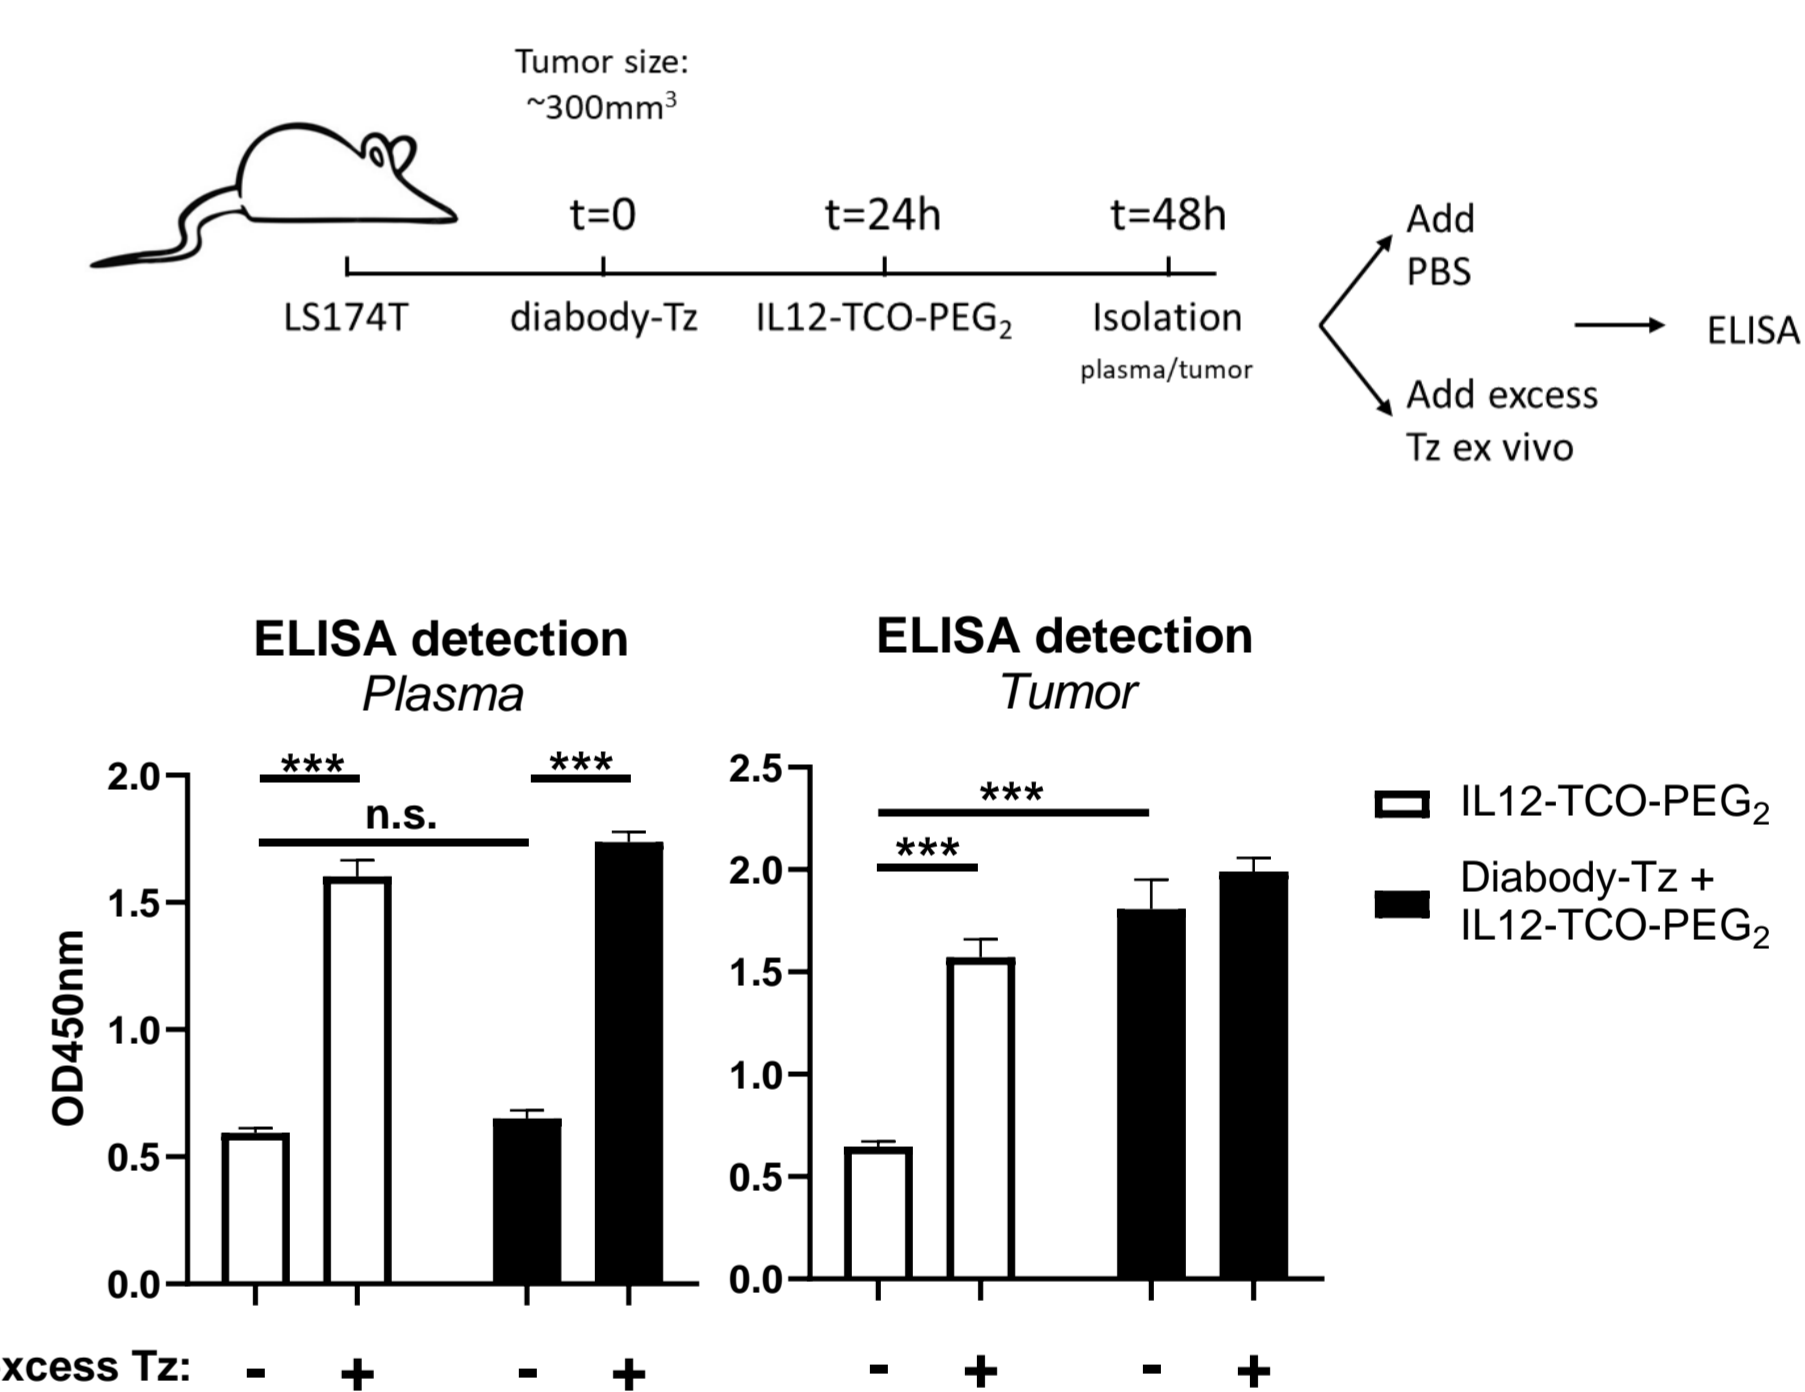 Tumor size:
~300mm³
t=0 t=24h t=48h
LS174T diabody-Tz IL12-TCO-PEG₂ Isolation
plasma/tumor
Add
PBS
Add excess
Tz ex vivo
ELISA
ELISA detection
Plasma
OD450nm
2.0
1.5
1.0
0.5
0.0
***
***
n.s.
xcess Tz: - + - +
ELISA detection
Tumor
2.5
2.0
1.5
1.0
0.5
0.0
***
***
- + - +
IL12-TCO-PEG₂
Diabody-Tz +
IL12-TCO-PEG₂